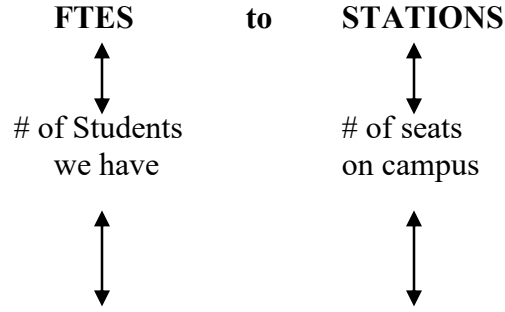 FTES to STATIONS
# of Students # of seats
we have on campus